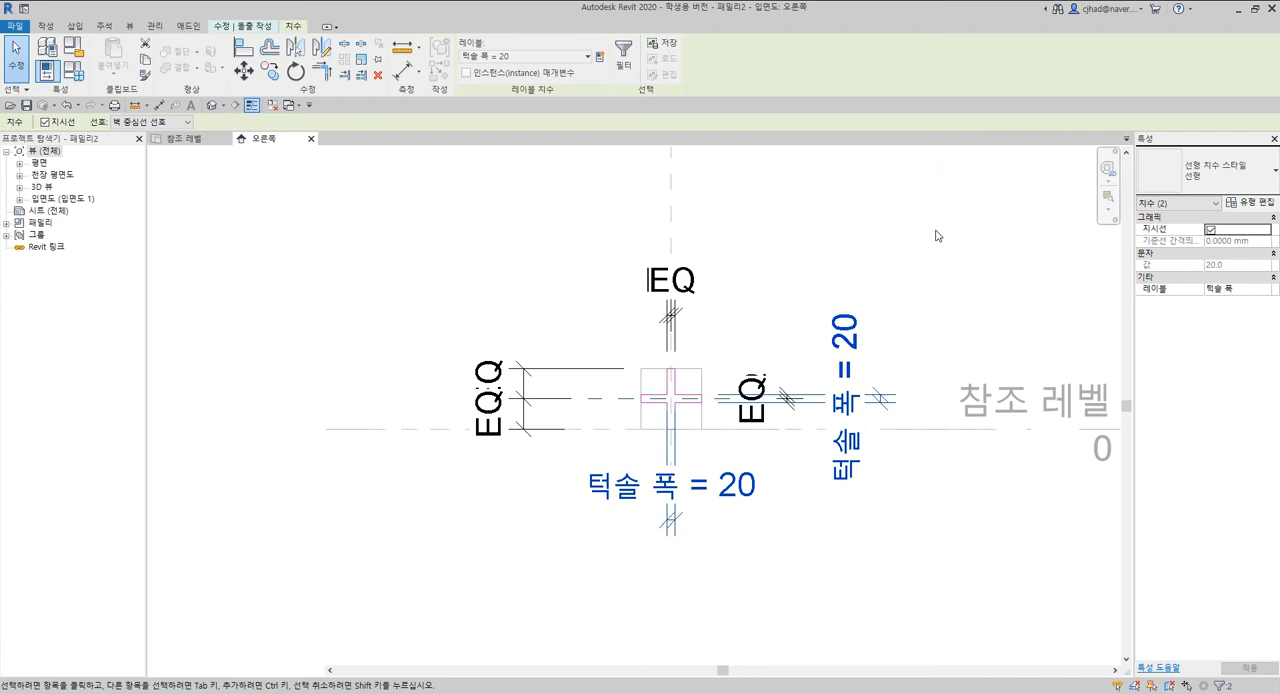 Autodesk Revit 2020 - 학생용 버전 - 패밀리2 - 입면도: 오른쪽
cjhad@naver....
파일 작성 삽입 주석 뷰 관리 애드인 수정 | 돌출 작성 치수
수정
붙여넣기
절단
결합
레이블:
턱솔 폭 = 20
인스턴스(Instance) 매개변수
필터
저장
로드
편집
선택 특성 클립보드 형상 수정 측정 작성 레이블 치수 선택
치수 지시선 선호: 벽 중심선 선호
프로젝트 탐색기 - 패밀리2
뷰 (전체)
평면
천장 평면도
3D 뷰
입면도 (입면도 1)
시트 (전체)
패밀리
그룹
Revit 링크
참조 레벨
오른쪽
EQ
EQ
EQ
턱솔 폭 = 20
턱솔 폭 = 20
참조 레벨
0
특성
선형 치수 스타일
선형
치수 (2)
유형 편집
그래픽
지시선
기준선 간격띄... 0.0000 mm
문자
값 20.0
기타
레이블 턱솔 폭
특성 도움말
적용
선택하려면 항목을 클릭하고, 다른 항목을 선택하려면 Tab 키, 추가하려면 Ctrl 키, 선택 취소하려면 Shift 키를 누르십시오.
:2